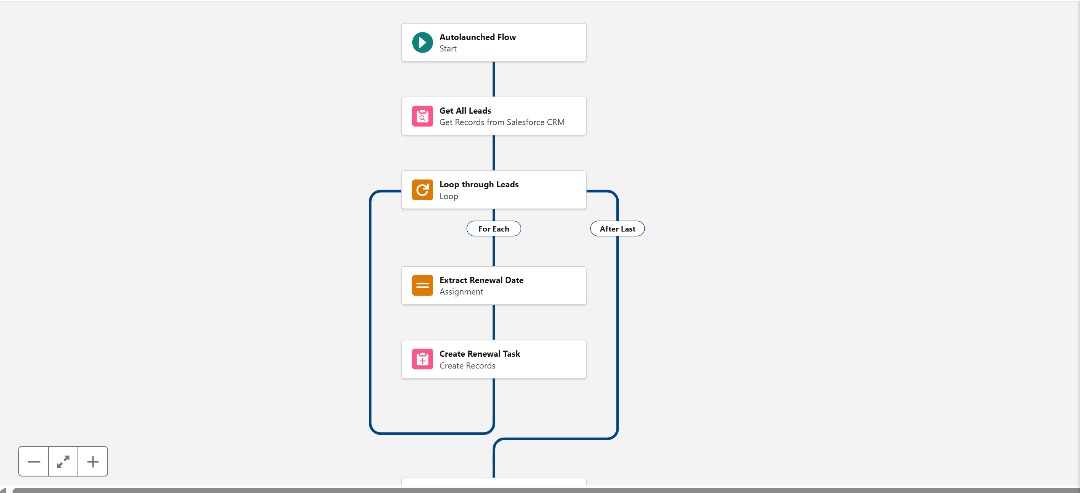 Autolaunched Flow
Start
Get All Leads
Get Records from Salesforce CRM
Loop through Leads
Loop
For Each
After Last
Extract Renewal Date
Assignment
Create Renewal Task
Create Records